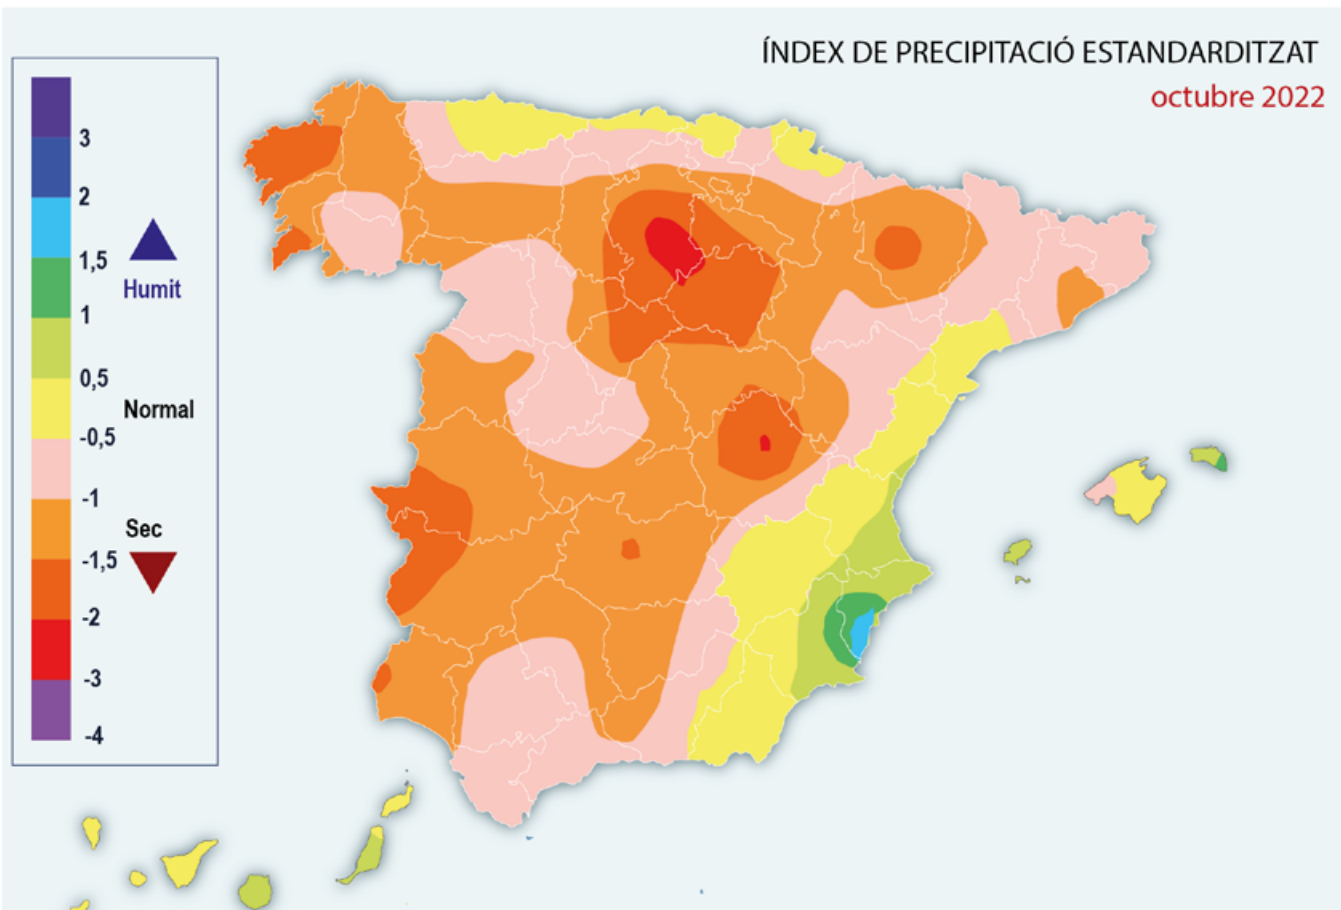 ÍNDEX DE PRECIPITACIÓ ESTANDARDITZAT
octubre 2022
3
2
1,5
Humit
1
0,5
Normal
-0,5
-1
Sec
-1,5
-2
-3
-4